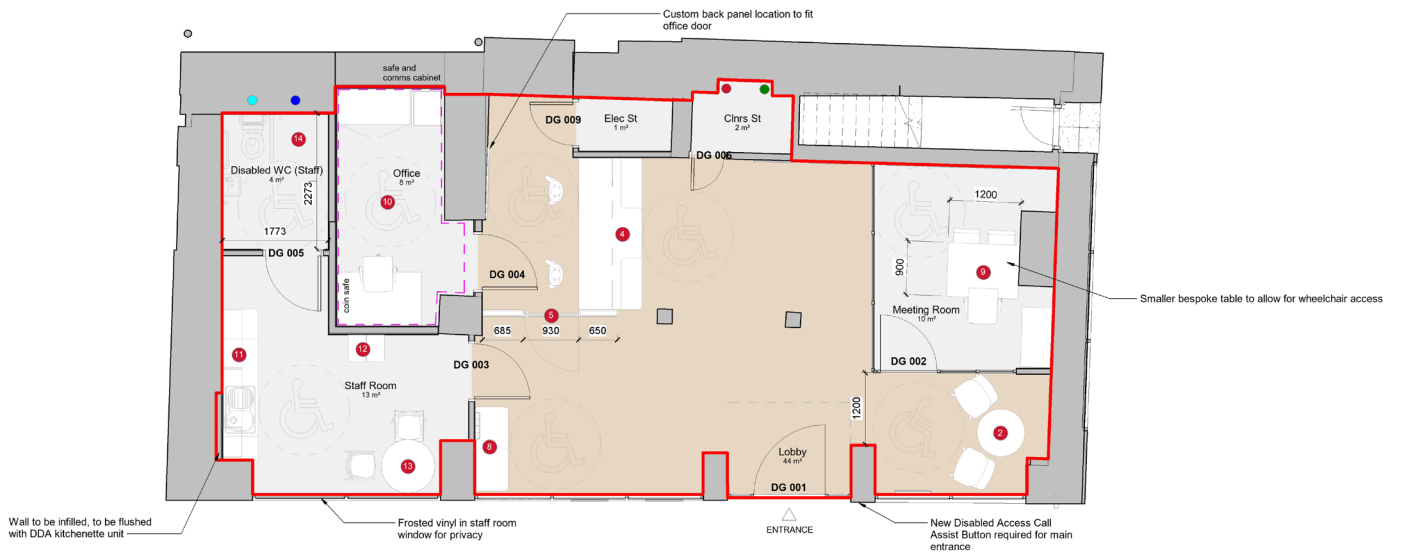 Custom back panel location to fit
office door
safe and
comms cabinet
DG 009
Elec St
1 m²
Clnrs St
2 m²
DG 006
14
Disabled WC (Staff)
4 m²
2273
1773
DG 005
Office
8 m²
10
coin safe
DG 004
4
5
685
930
650
1200
900
9
Smaller bespoke table to allow for wheelchair access
Meeting Room
10 m²
DG 002
11
12
DG 003
Staff Room
13 m²
1200
2
8
13
Lobby
44 m²
DG 001
ENTRANCE
Wall to be infilled, to be flushed
with DDA kitchenette unit
Frosted vinyl in staff room
window for privacy
New Disabled Access Call
Assist Button required for main
entrance